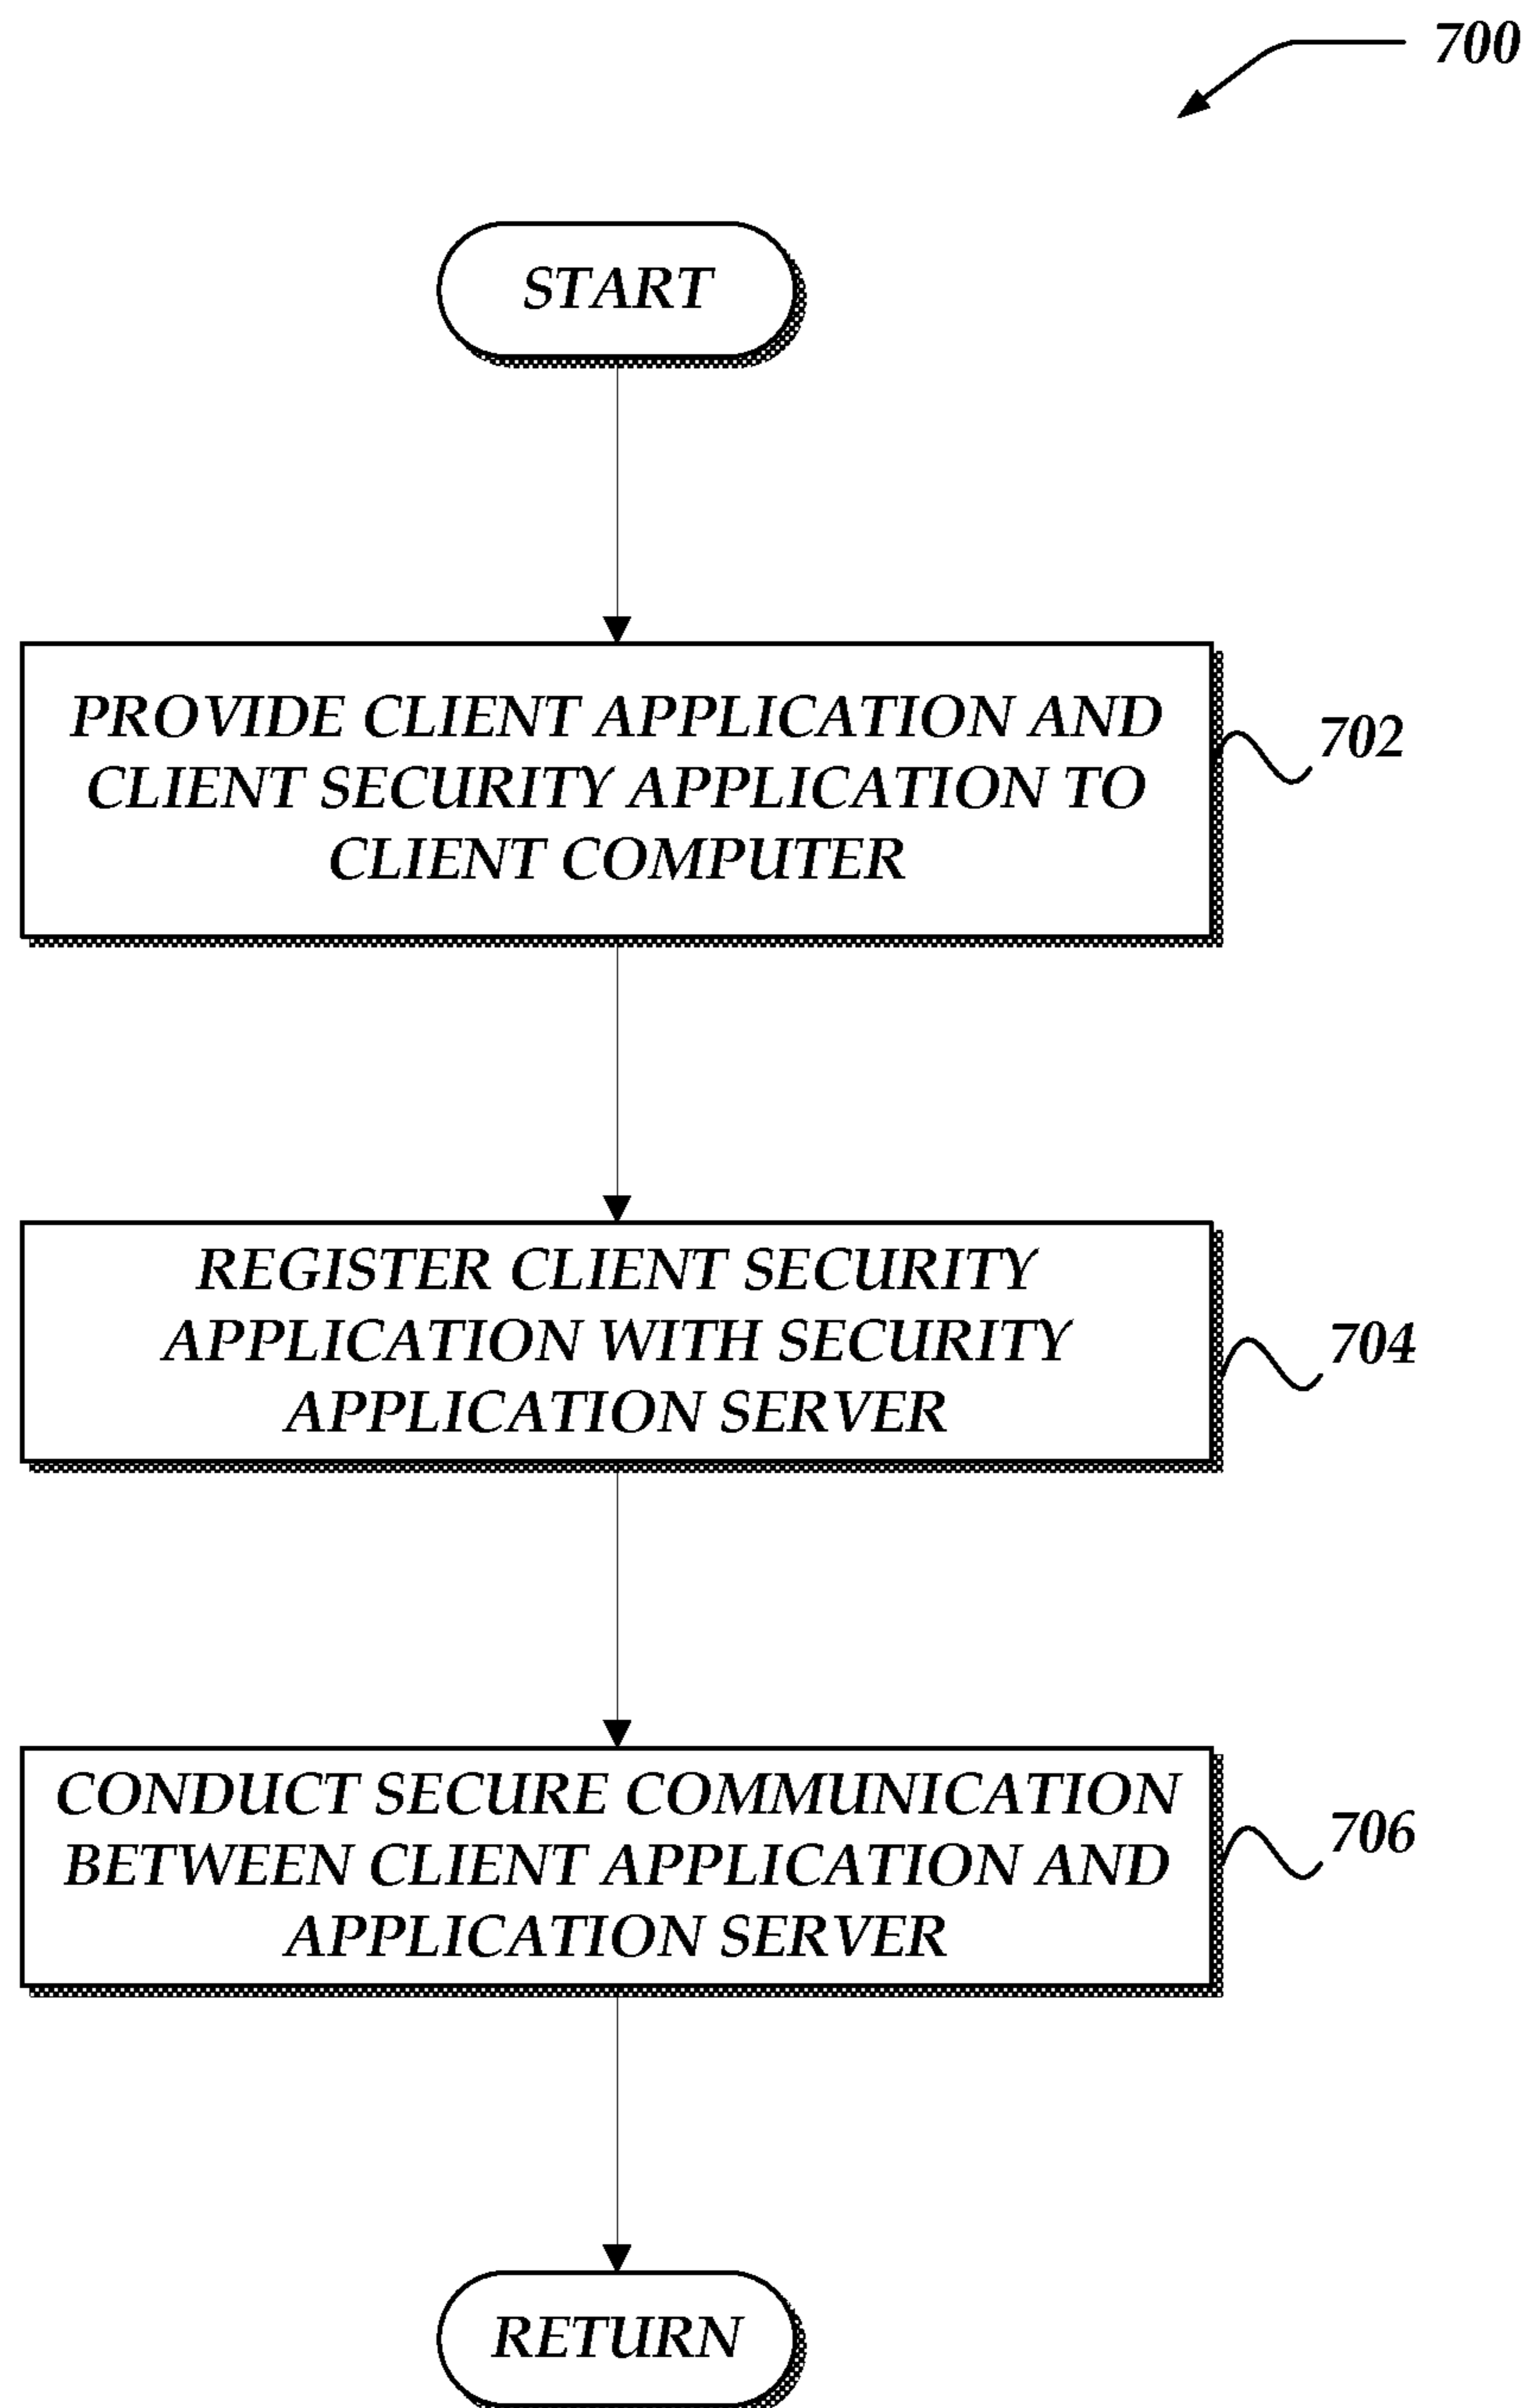 700
START
PROVIDE CLIENT APPLICATION AND
CLIENT SECURITY APPLICATION TO
CLIENT COMPUTER
702
REGISTER CLIENT SECURITY
APPLICATION WITH SECURITY
APPLICATION SERVER
704
CONDUCT SECURE COMMUNICATION
BETWEEN CLIENT APPLICATION AND
APPLICATION SERVER
706
RETURN